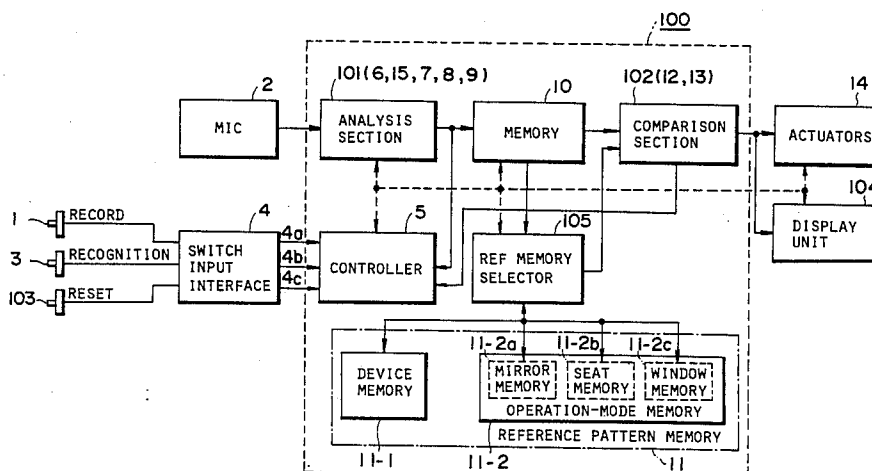 100
101(6,15,7,8,9)
102(12,13)
2
10
14
MIC
ANALYSIS
SECTION
MEMORY
COMPARISON
SECTION
ACTUATORS
104
1
RECORD
4
4a
5
105
DISPLAY
UNIT
3
RECOGNITION
SWITCH
INPUT
INTERFACE
4b
CONTROLLER
REF MEMORY
SELECTOR
103
RESET
4c
11-2a
11-2b
11-2c
DEVICE
MEMORY
MIRROR
MEMORY
SEAT
MEMORY
WINDOW
MEMORY
OPERATION-MODE MEMORY
REFERENCE PATTERN MEMORY
11-1
11-2
11